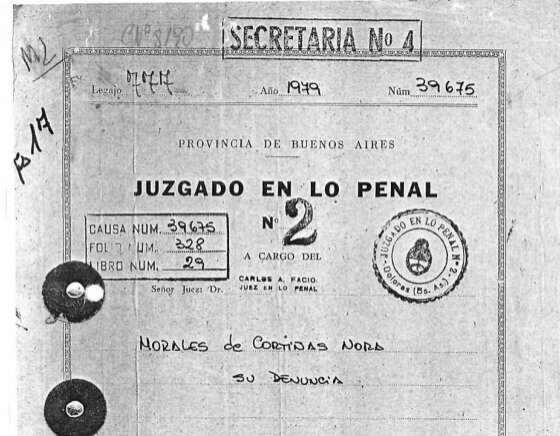 SECRETARIA Nº 4
M2
Legajo 777 Año 1979 Núm 39675
PROVINCIA DE BUENOS AIRES
JUZGADO EN LO PENAL
Nº 2
CAUSA NUM. 39675
FOLIO NUM. 328
LIBRO NUM. 29
A CARGO DEL
Señor Juez: Dr. CARLOS A. FACIO
JUEZ EN LO PENAL
JUZGADO EN LO PENAL Nº 2
Dolores (Bs. As.)
MORALES de CORTIÑAS NORA
SU DENUNCIA